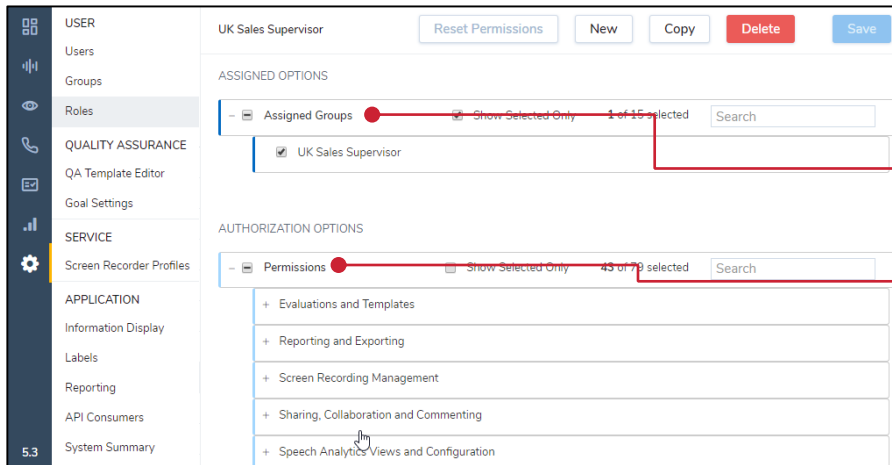 USER
Users
Groups
Roles
QUALITY ASSURANCE
QA Template Editor
Goal Settings
SERVICE
Screen Recorder Profiles
APPLICATION
Information Display
Labels
Reporting
API Consumers
System Summary
5.3
UK Sales Supervisor Reset Permissions New Copy Delete Save
ASSIGNED OPTIONS
Assigned Groups Show Selected Only 1 of 15 selected Search
UK Sales Supervisor
AUTHORIZATION OPTIONS
Permissions Show Selected Only 43 of 79 selected Search
+ Evaluations and Templates
+ Reporting and Exporting
+ Screen Recording Management
+ Sharing, Collaboration and Commenting
+ Speech Analytics Views and Configuration